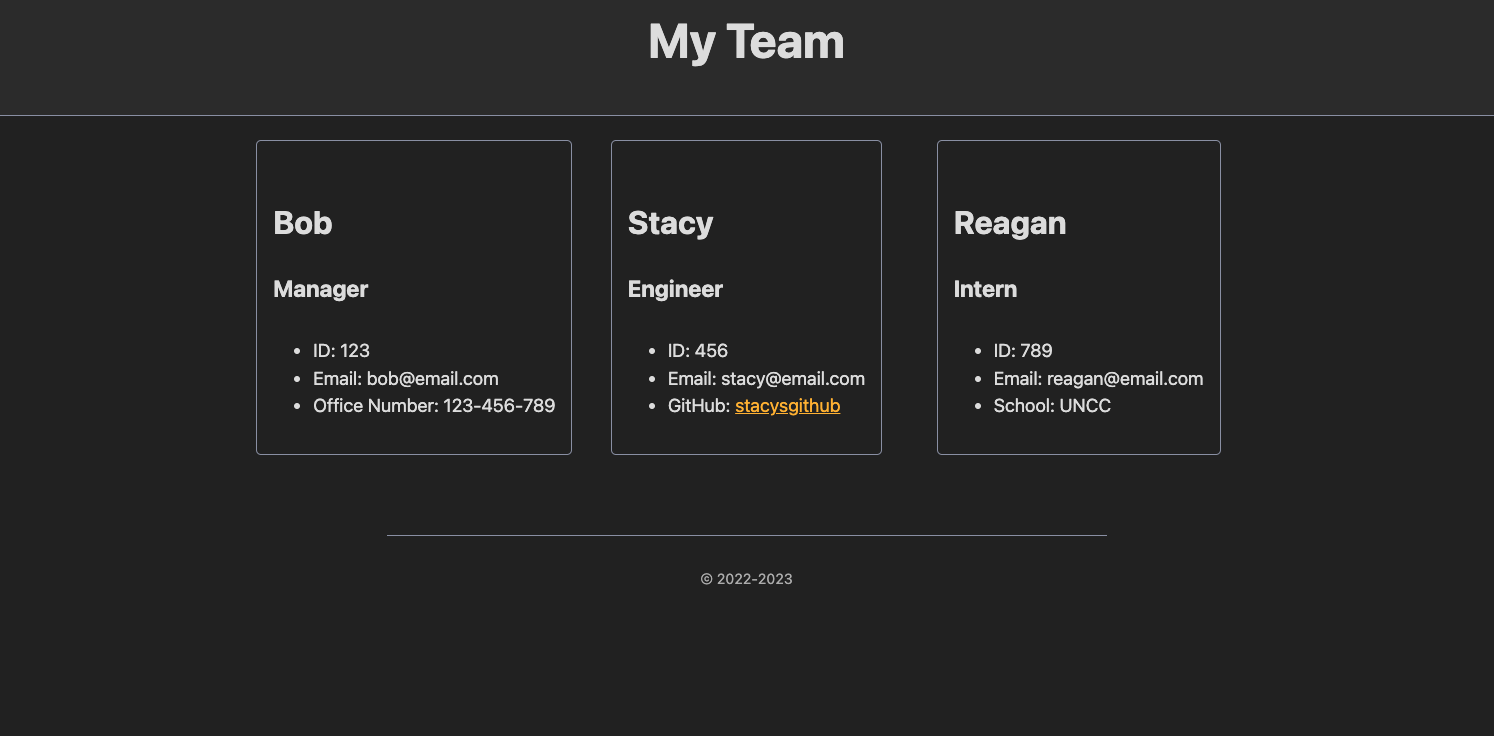 My Team
Bob
Manager
• ID: 123
• Email: bob@email.com
• Office Number: 123-456-789
Stacy
Engineer
• ID: 456
• Email: stacy@email.com
• GitHub: stacysgithub
Reagan
Intern
• ID: 789
• Email: reagan@email.com
• School: UNCC
© 2022-2023